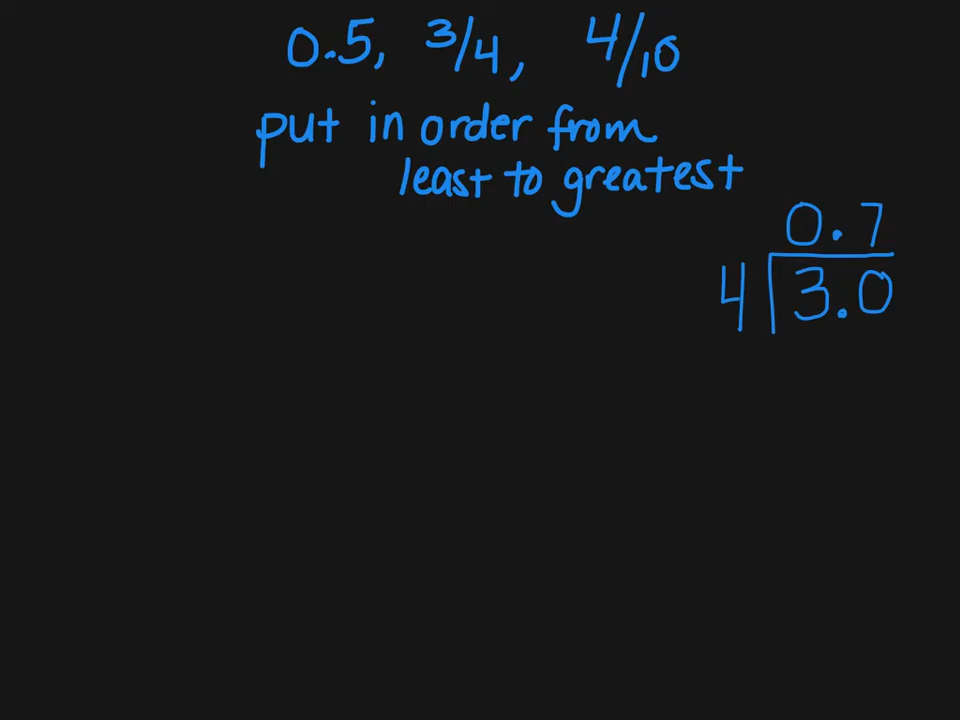 0.5, 3/4, 4/10
put in order from
least to greatest
0.7
4 3.0